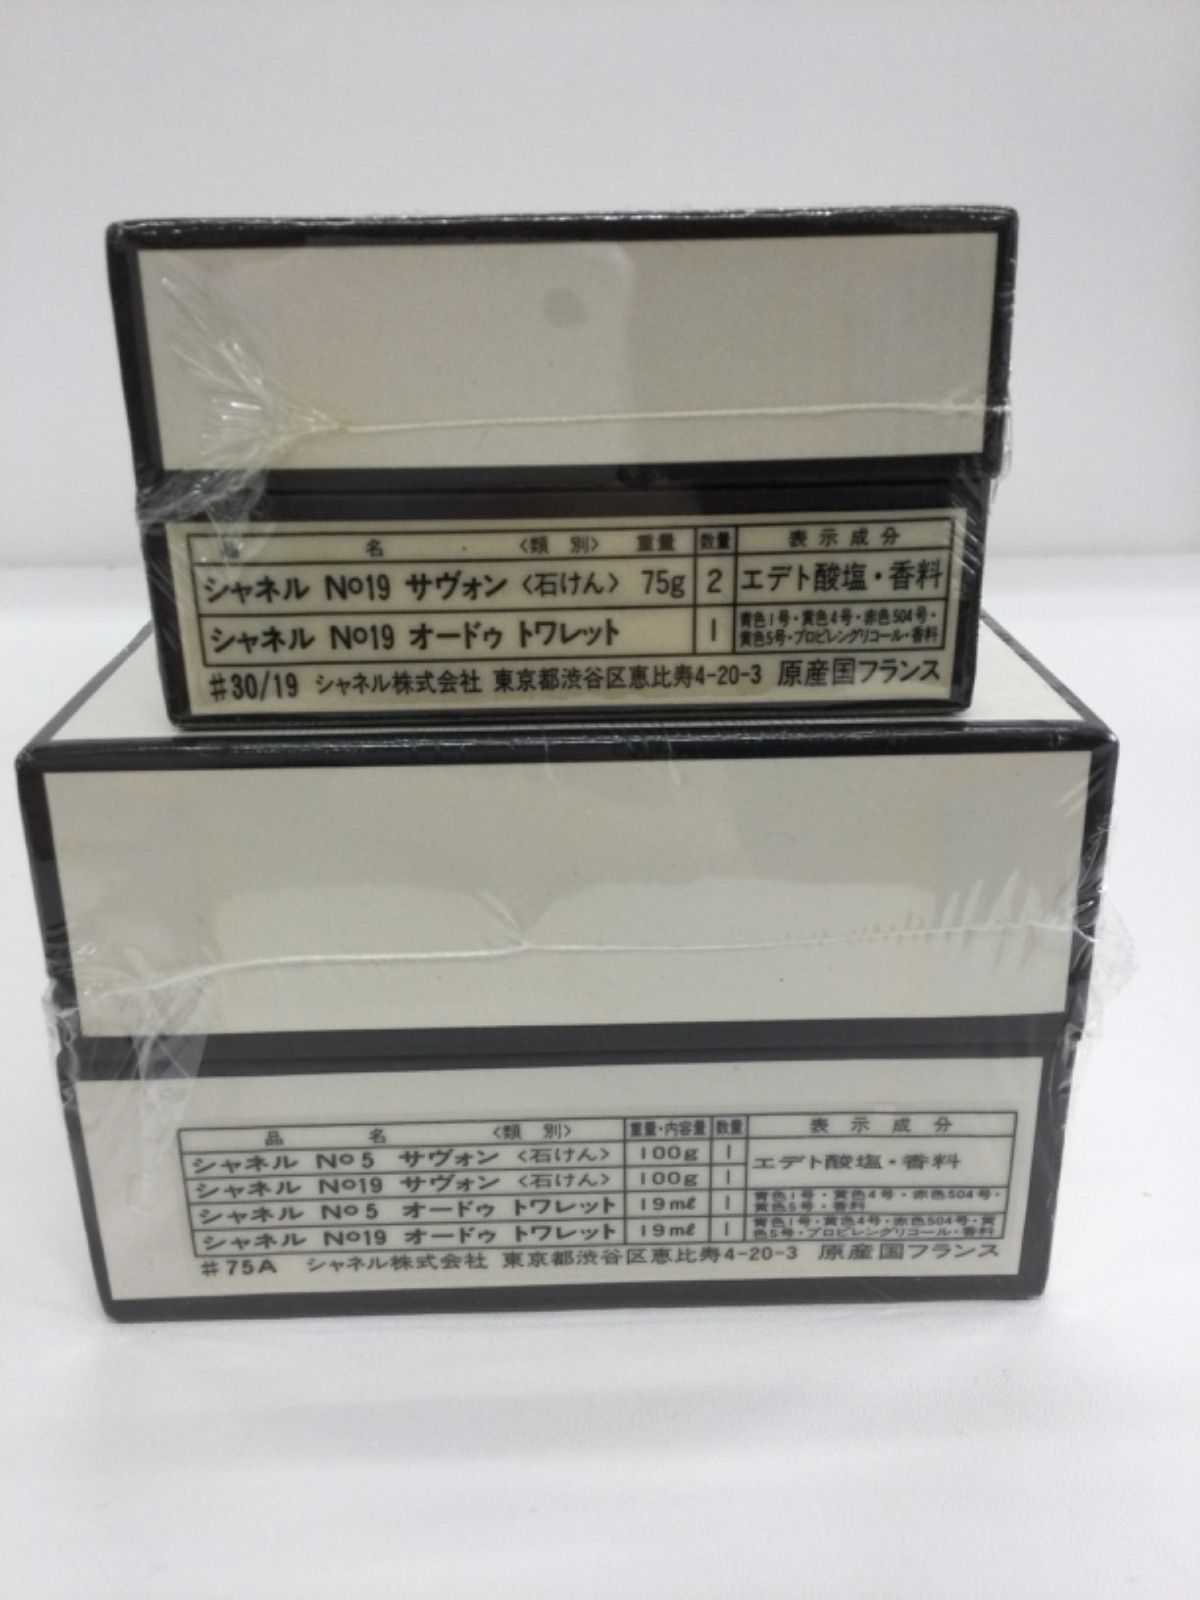 品 名 〈類 別〉 重量 数量 表示成分
シャネル №19 サヴォン 〈石けん〉 75g 2 エデト酸塩・香料
シャネル №19 オードゥ トワレット 1 青色1号・黄色4号・赤色504号・
黄色5号・プロピレングリコール・香料
#30/19 シャネル株式会社 東京都渋谷区恵比寿4-20-3 原産国フランス
品 名 〈類 別〉 重量・内容量 数量 表示成分
シャネル №5 サヴォン 〈石けん〉 100g 1 エデト酸塩・香料
シャネル №19 サヴォン 〈石けん〉 100g 1
シャネル №5 オードゥ トワレット 19mℓ 1 青色1号・黄色4号・赤色504号・
黄色5号・香料
シャネル №19 オードゥ トワレット 19mℓ 1 青色1号・黄色4号・赤色504号・黄
色5号・プロピレングリコール・香料
#75A シャネル株式会社 東京都渋谷区恵比寿4-20-3 原産国フランス